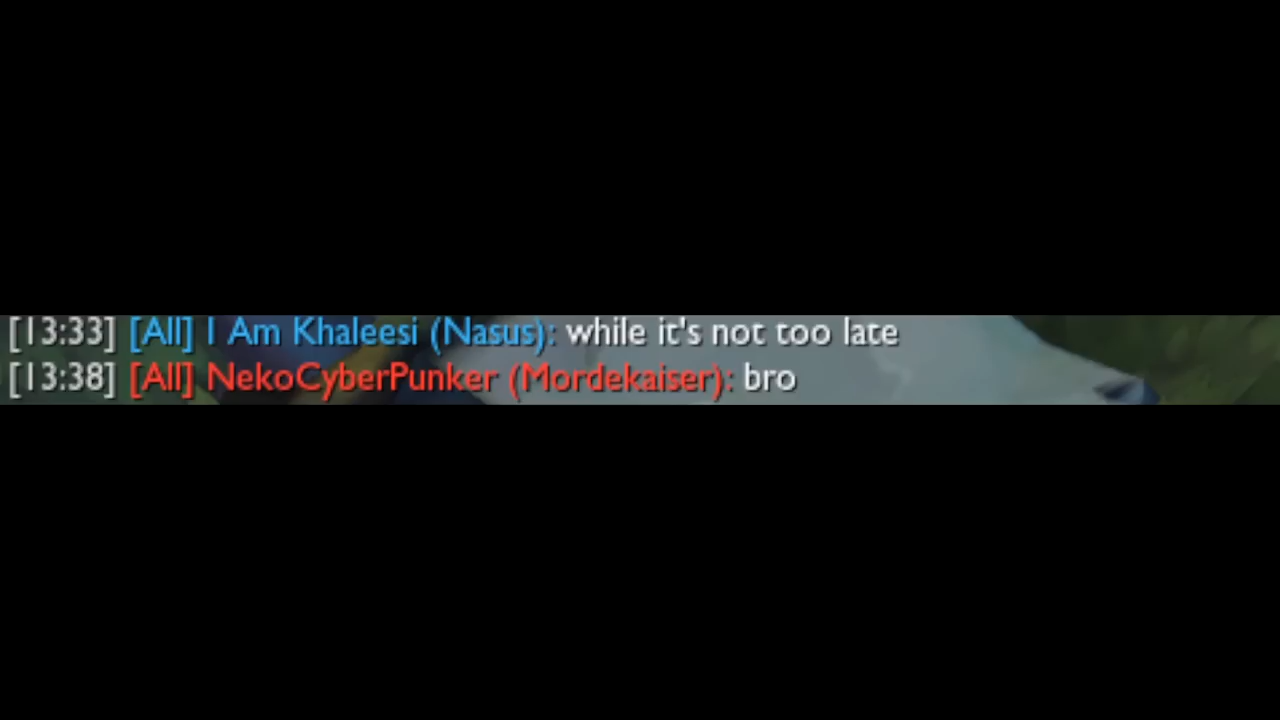 [13:33] [All] I Am Khaleesi (Nasus): while it's not too late
[13:38] [All] NekoCyberPunker (Mordekaiser): bro